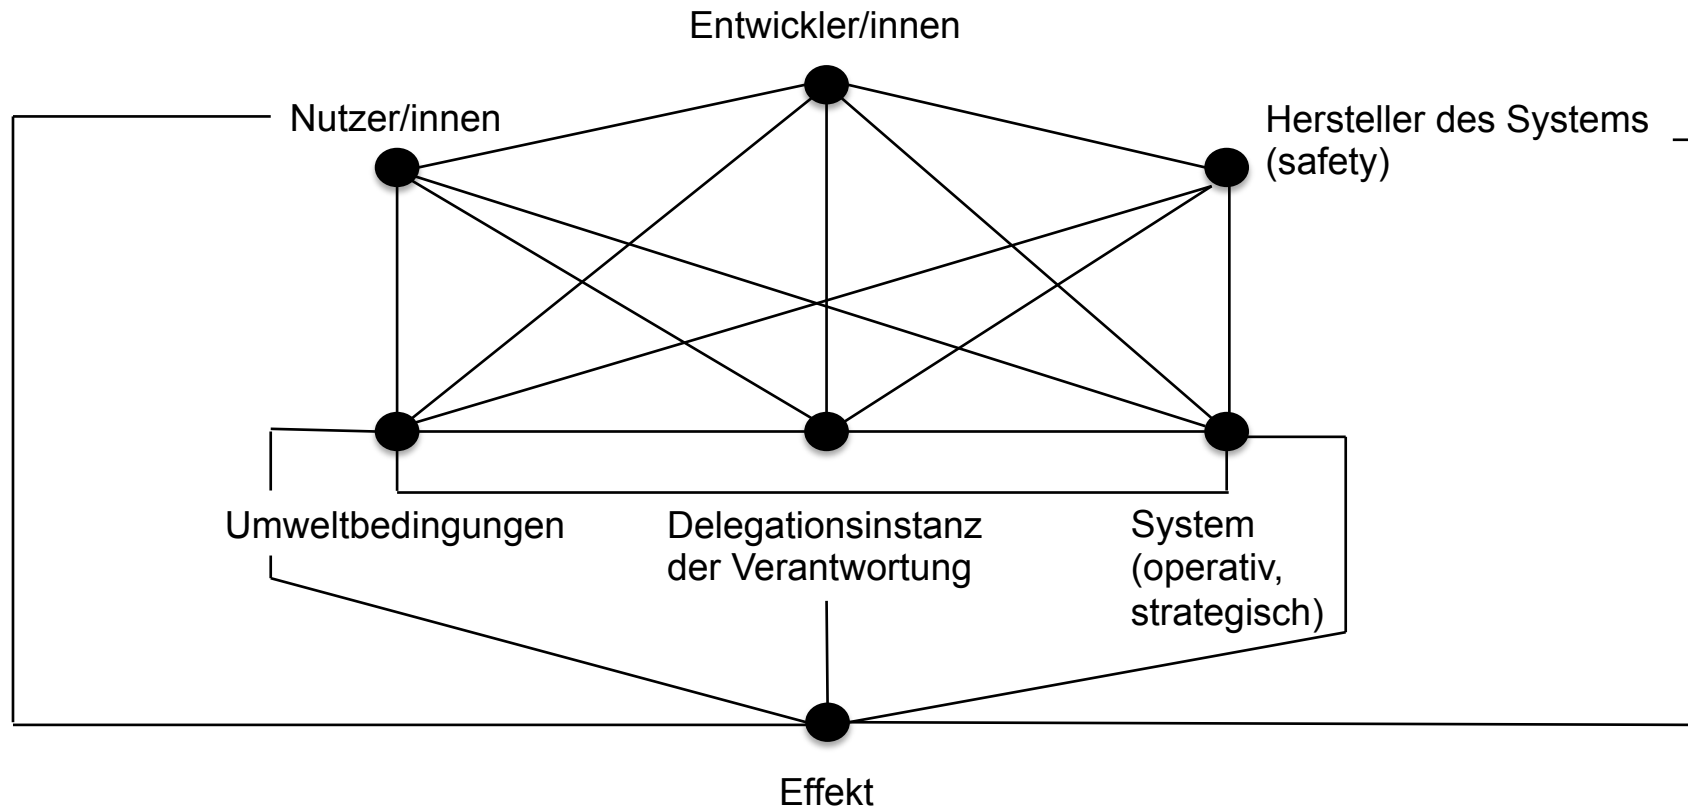 Entwickler/innen
Nutzer/innen
Hersteller des Systems
(safety)
Umweltbedingungen
Delegationsinstanz
der Verantwortung
System
(operativ,
strategisch)
Effekt